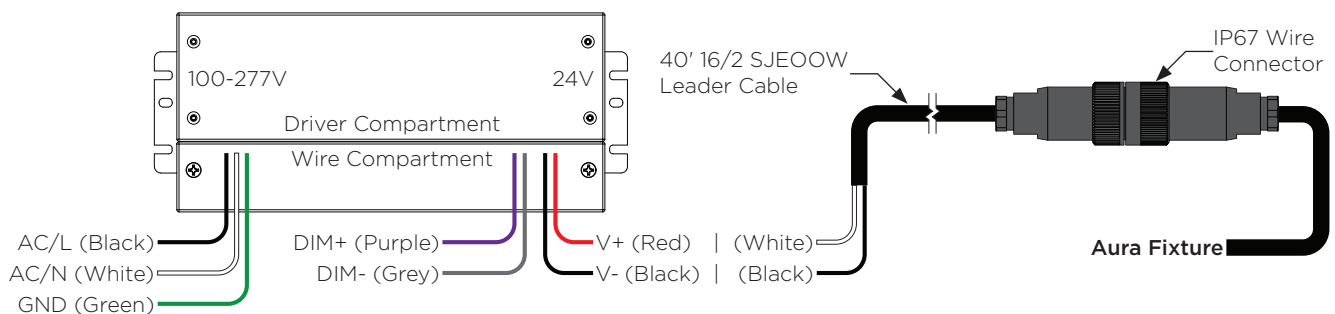 100-277V
24V
Driver Compartment
Wire Compartment
40' 16/2 SJEOOW
Leader Cable
IP67 Wire
Connector
AC/L (Black)
AC/N (White)
GND (Green)
DIM+ (Purple)
DIM- (Grey)
V+ (Red) | (White)
V- (Black) | (Black)
Aura Fixture